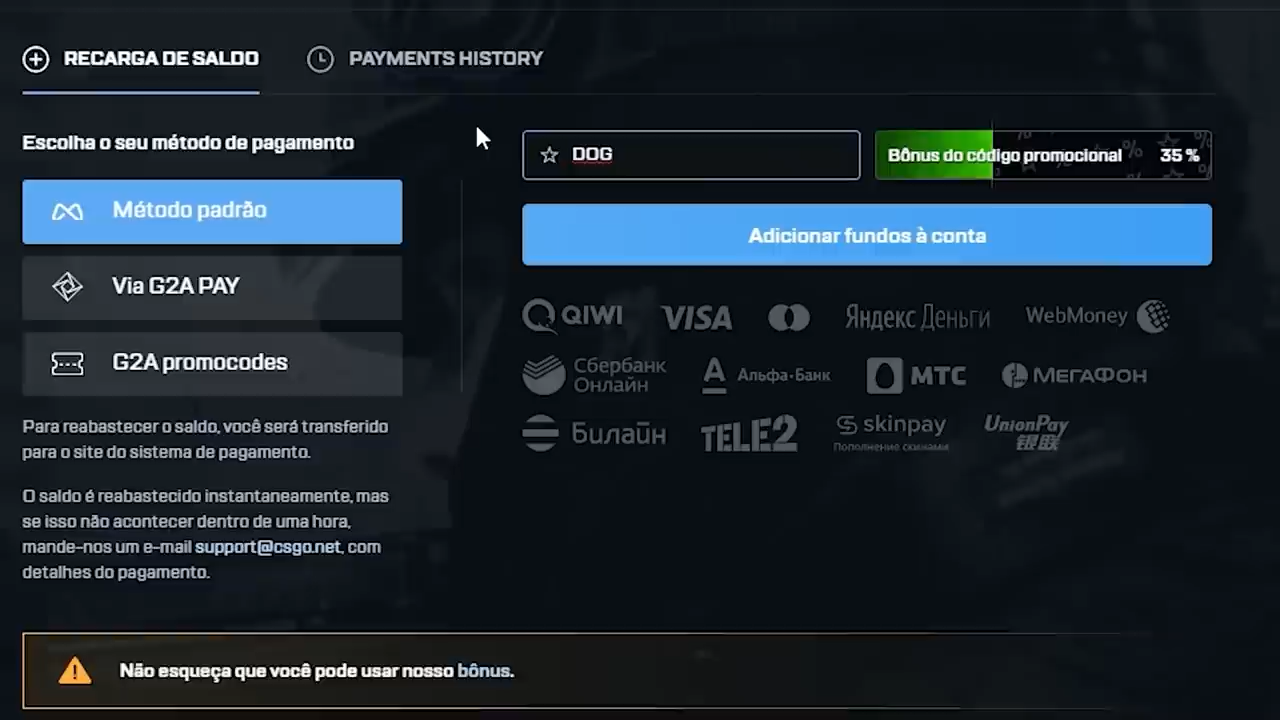 RECARGA DE SALDO
PAYMENTS HISTORY
Escolha o seu método de pagamento
Método padrão
Via G2A PAY
G2A promocodes
Para reabastecer o saldo, você será transferido
para o site do sistema de pagamento.
O saldo é reabastecido instantaneamente, mas
se isso não acontecer dentro de uma hora,
mande-nos um e-mail support@csgo.net, com
detalhes do pagamento.
DOG
Bônus do código promocional 35 %
Adicionar fundos à conta
QIWI VISA Яндекс Деньги WebMoney
Сбербанк
Онлайн
Альфа·Банк МТС МЕГАФОН
Билайн TELE2
skinpay
Пополнение скинами
UnionPay
银联
Não esqueça que você pode usar nosso bônus.